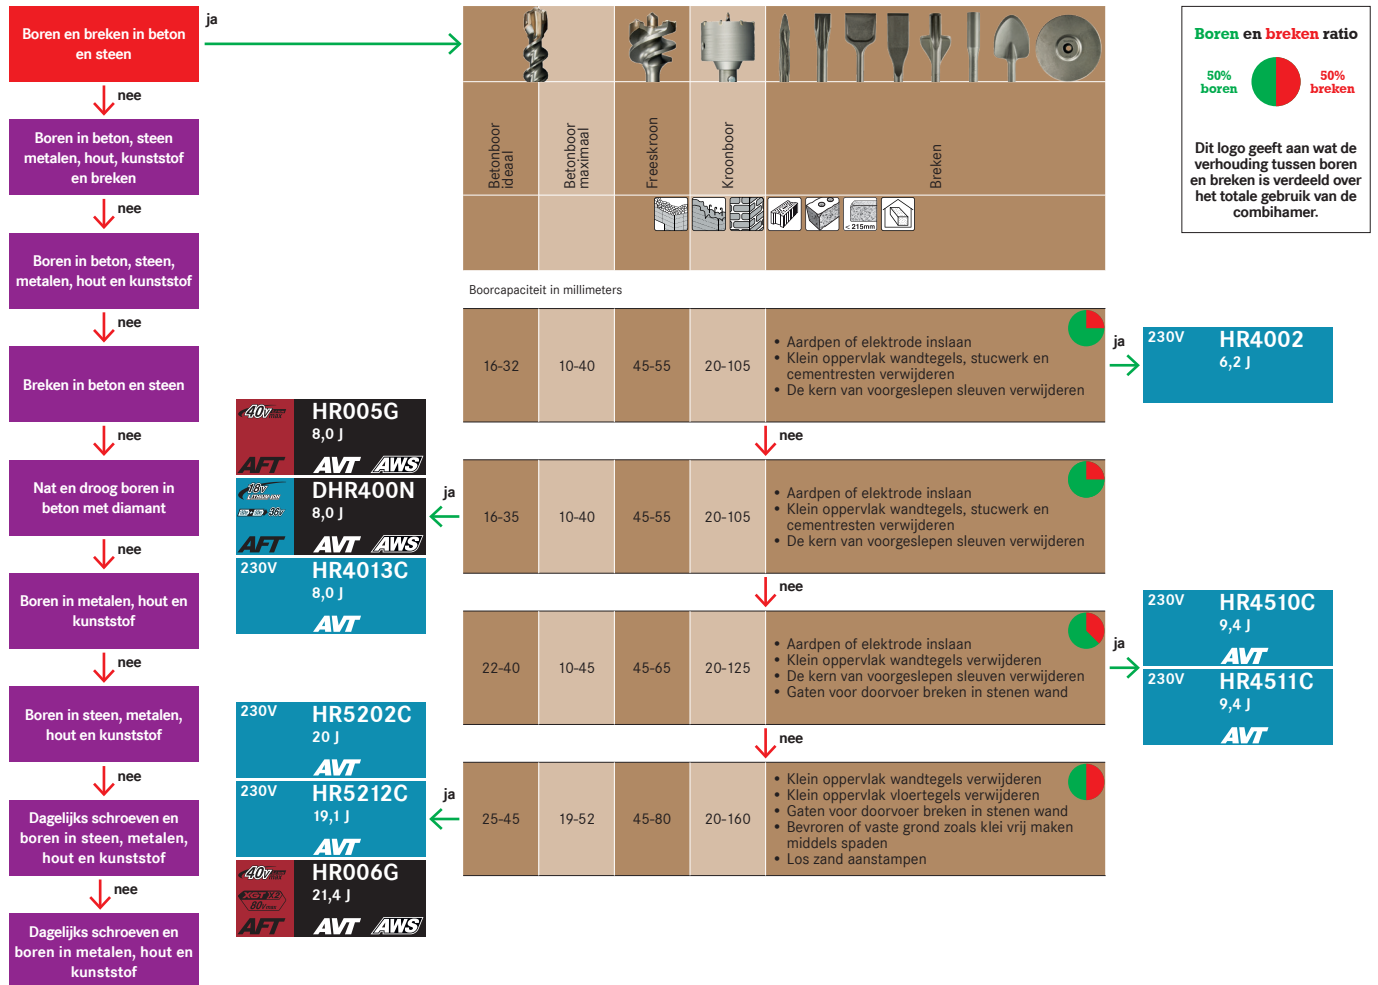 Boren en breken in beton
en steen
ja
nee
Boren in beton, steen
metalen, hout, kunststof
en breken
nee
Boren in beton, steen,
metalen, hout en kunststof
nee
Breken in beton en steen
nee
Nat en droog boren in
beton met diamant
nee
Boren in metalen, hout en
kunststof
nee
Boren in steen, metalen,
hout en kunststof
nee
Dagelijks schroeven en
boren in steen, metalen,
hout en kunststof
nee
Dagelijks schroeven en
boren in metalen, hout en
kunststof
Betonboor
ideaal
Betonboor
maximaal
Freeskroon
Kroonboor
Breken
< 215mm
Boren en breken ratio
50%
boren
50%
breken
Dit logo geeft aan wat de
verhouding tussen boren
en breken is verdeeld over
het totale gebruik van de
combihamer.
Boorcapaciteit in millimeters
16-32
10-40
45-55
20-105
• Aardpen of elektrode inslaan
• Klein oppervlak wandtegels, stucwerk en
cementresten verwijderen
• De kern van voorgeslepen sleuven verwijderen
ja
230V
HR4002
6,2 J
nee
40v max
HR005G
8,0 J
AFT
AVT
AWS
18v
LITHIUM-ION
36v
DHR400N
8,0 J
AFT
AVT
AWS
230V
HR4013C
8,0 J
AVT
ja
16-35
10-40
45-55
20-105
• Aardpen of elektrode inslaan
• Klein oppervlak wandtegels, stucwerk en
cementresten verwijderen
• De kern van voorgeslepen sleuven verwijderen
nee
22-40
10-45
45-65
20-125
• Aardpen of elektrode inslaan
• Klein oppervlak wandtegels verwijderen
• De kern van voorgeslepen sleuven verwijderen
• Gaten voor doorvoer breken in stenen wand
ja
230V
HR4510C
9,4 J
AVT
230V
HR4511C
9,4 J
AVT
nee
230V
HR5202C
20 J
AVT
230V
HR5212C
19,1 J
AVT
40v max
XGT X2
80v max
HR006G
21,4 J
AFT
AVT
AWS
ja
25-45
19-52
45-80
20-160
• Klein oppervlak wandtegels verwijderen
• Klein oppervlak vloertegels verwijderen
• Gaten voor doorvoer breken in stenen wand
• Bevroren of vaste grond zoals klei vrij maken
middels spaden
• Los zand aanstampen